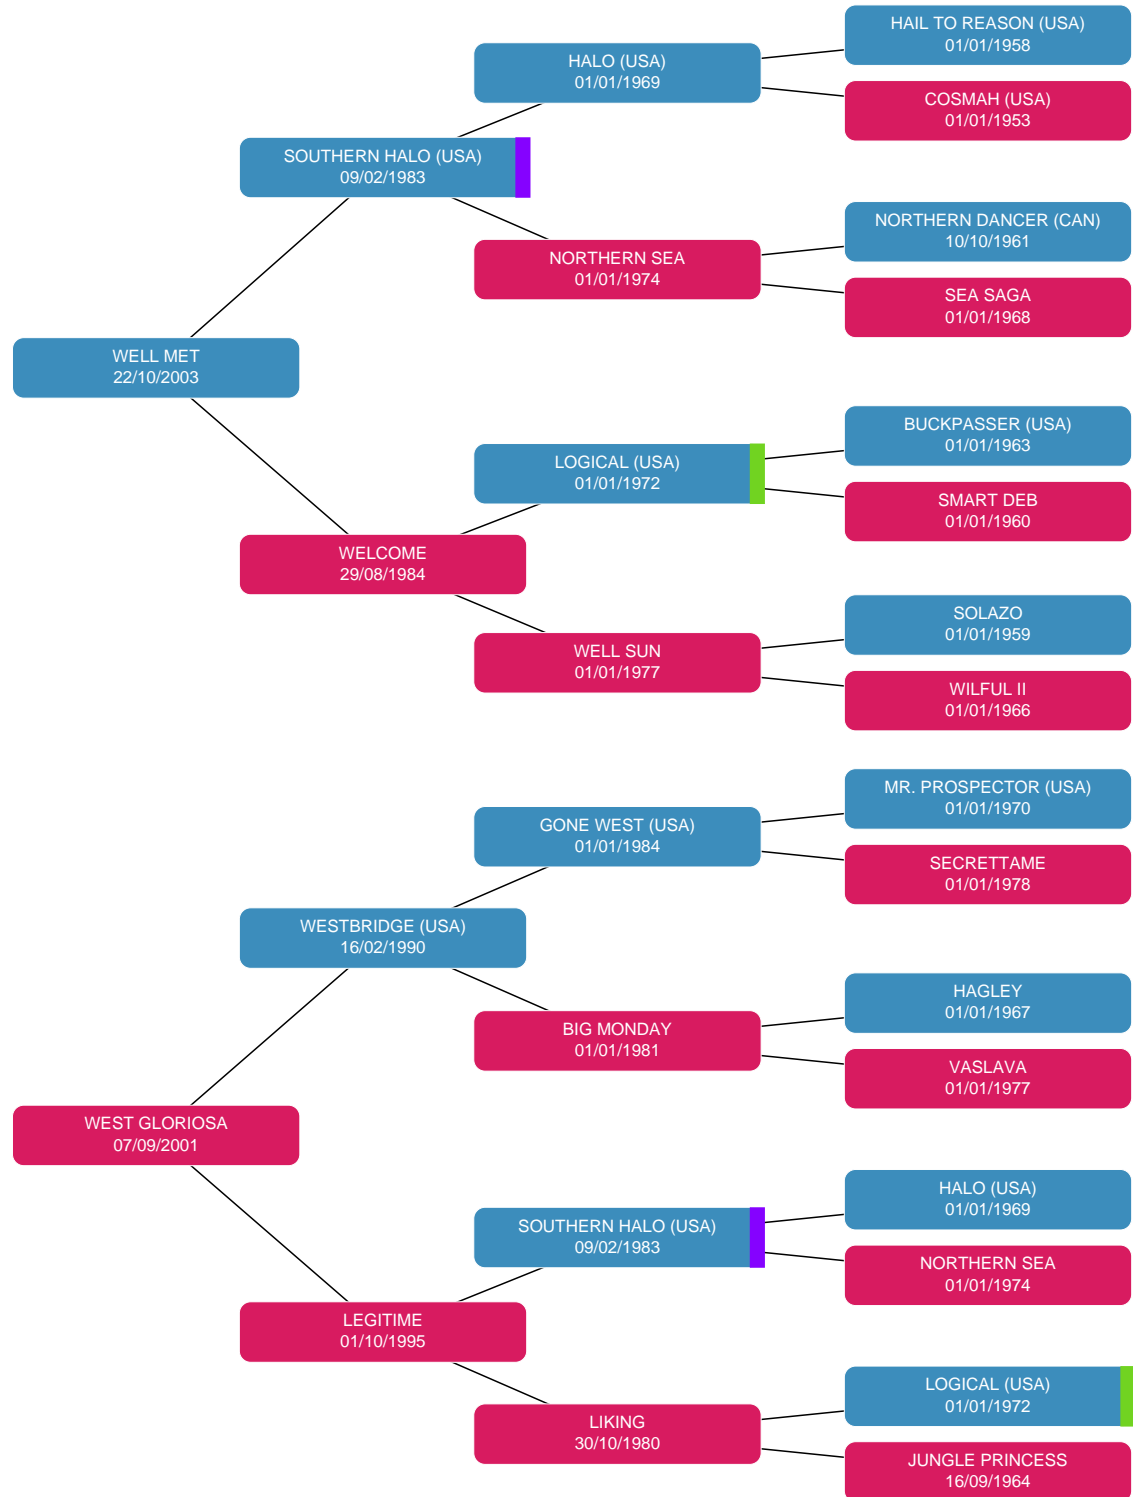 HAIL TO REASON (USA)
01/01/1958
HALO (USA)
01/01/1969
COSMAH (USA)
01/01/1953
SOUTHERN HALO (USA)
09/02/1983
NORTHERN DANCER (CAN)
10/10/1961
NORTHERN SEA
01/01/1974
SEA SAGA
01/01/1968
WELL MET
22/10/2003
BUCKPASSER (USA)
01/01/1963
LOGICAL (USA)
01/01/1972
SMART DEB
01/01/1960
WELCOME
29/08/1984
SOLAZO
01/01/1959
WELL SUN
01/01/1977
WILFUL II
01/01/1966
MR. PROSPECTOR (USA)
01/01/1970
GONE WEST (USA)
01/01/1984
SECRETTAME
01/01/1978
WESTBRIDGE (USA)
16/02/1990
HAGLEY
01/01/1967
BIG MONDAY
01/01/1981
VASLAVA
01/01/1977
WEST GLORIOSA
07/09/2001
HALO (USA)
01/01/1969
SOUTHERN HALO (USA)
09/02/1983
NORTHERN SEA
01/01/1974
LEGITIME
01/10/1995
LOGICAL (USA)
01/01/1972
LIKING
30/10/1980
JUNGLE PRINCESS
16/09/1964